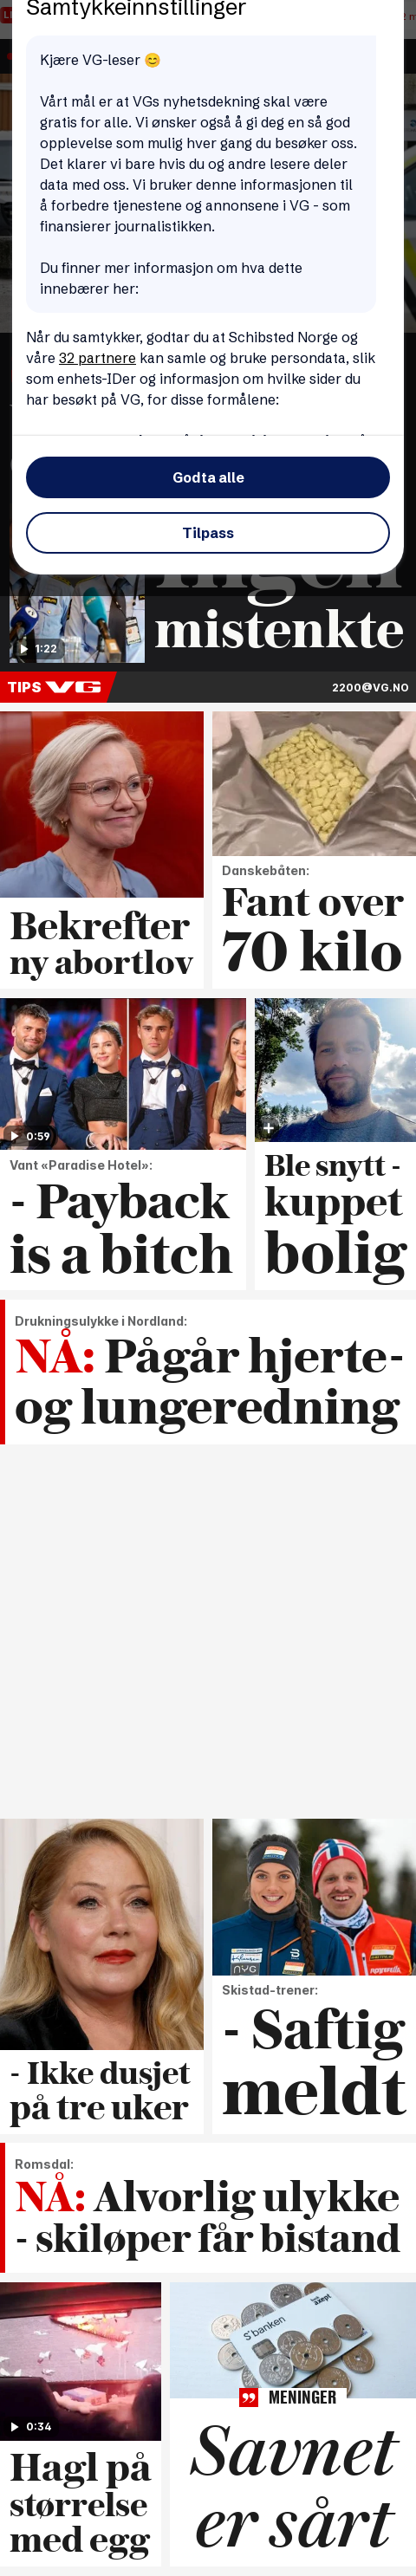 Samtykkeinnstillinger
Kjære VG-leser 😊
Vårt mål er at VGs nyhetsdekning skal være
gratis for alle. Vi ønsker også å gi deg en så god
opplevelse som mulig hver gang du besøker oss.
Det klarer vi bare hvis du og andre lesere deler
data med oss. Vi bruker denne informasjonen til
å forbedre tjenestene og annonsene i VG - som
finansierer journalistikken.
Du finner mer informasjon om hva dette
innebærer her:
Når du samtykker, godtar du at Schibsted Norge og
våre 32 partnere kan samle og bruke persondata, slik
som enhets-IDer og informasjon om hvilke sider du
har besøkt på VG, for disse formålene:
Godta alle
Tilpass
Ingen
mistenkte
1:22
TIPS VG
2200@VG.NO
Bekrefter
ny abortlov
Danskebåten:
Fant over
70 kilo
0:59
Vant «Paradise Hotel»:
- Payback
is a bitch
Ble snytt -
kuppet
bolig
Drukningsulykke i Nordland:
NÅ: Pågår hjerte-
og lungeredning
- Ikke dusjet
på tre uker
Skistad-trener:
- Saftig
meldt
Romsdal:
NÅ: Alvorlig ulykke
- skiløper får bistand
0:34
Hagl på
størrelse
med egg
S'banken
MENINGER
Savnet
er sårt